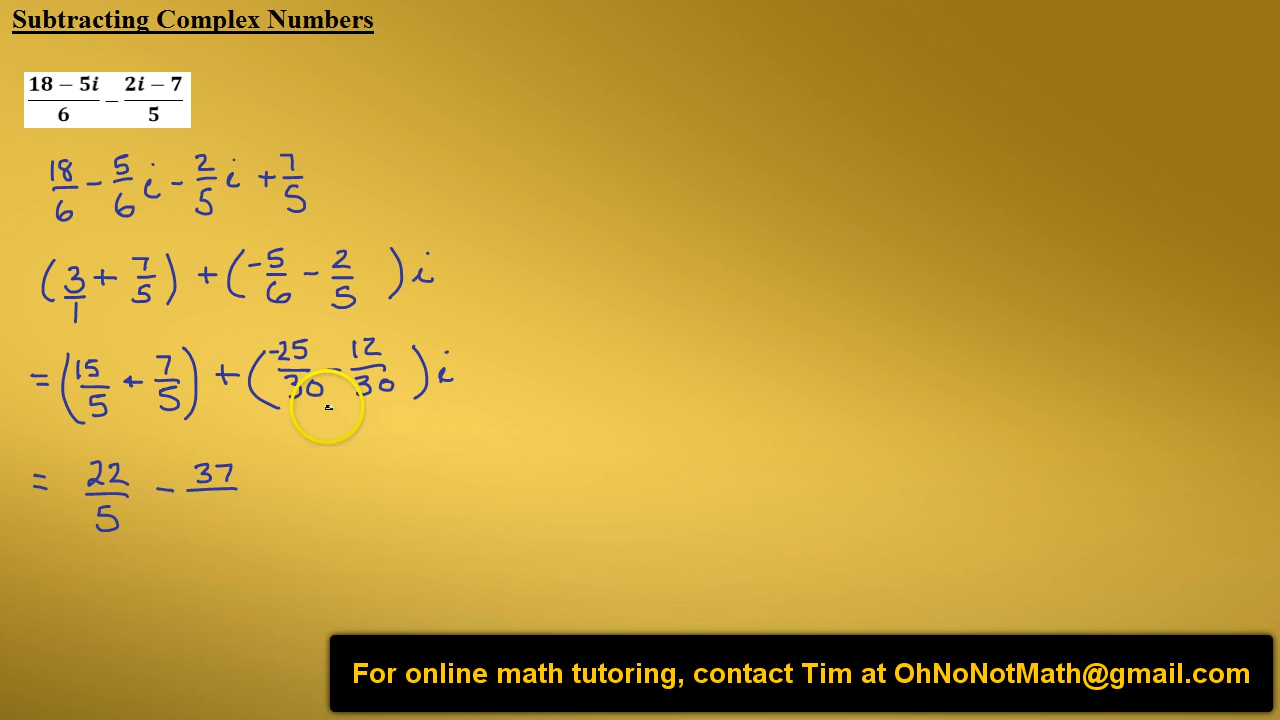 Subtracting Complex Numbers
18 − 5i / 6 − 2i − 7 / 5
18/6 − 5/6 i − 2/5 i + 7/5
(3/1 + 7/5) + (−5/6 − 2/5) i
= (15/5 + 7/5) + (−25/30 − 12/30) i
= 22/5 − 37/
For online math tutoring, contact Tim at OhNoNotMath@gmail.com